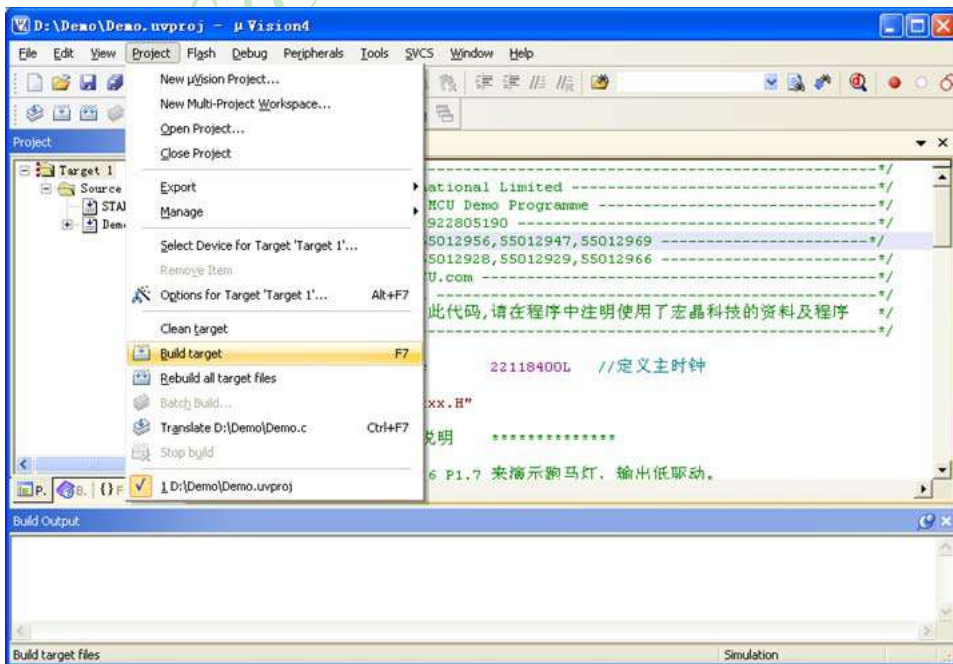 D:\Demo\Demo.uvproj - µVision4
File Edit View Project Flash Debug Peripherals Tools SVCS Window Help
Project
Target 1
Source
STA
Dem
New µVision Project...
New Multi-Project Workspace...
Open Project...
Close Project
Export
Manage
Select Device for Target 'Target 1'...
Remove Item
Options for Target 'Target 1'... Alt+F7
Clean target
Build target F7
Rebuild all target files
Batch Build...
Translate D:\Demo\Demo.c Ctrl+F7
Stop build
1 D:\Demo\Demo.uvproj
ational Limited ---------------------------*/
MCU Demo Programme ------------------------*/
922805190 -------------------------------*/
55012956,55012947,55012969 ------------------*/
5012928,55012929,55012966 ------------------*/
U.com -----------------------------------*/
---------------------------------------*/
此代码,请在程序中注明使用了宏晶科技的资料及程序 */
---------------------------------------*/
22118400L //定义主时钟
xx.H"
说明 **************
6 P1.7 来演示跑马灯, 输出低驱动。
P. B. {} F
Build Output
Build target files
Simulation